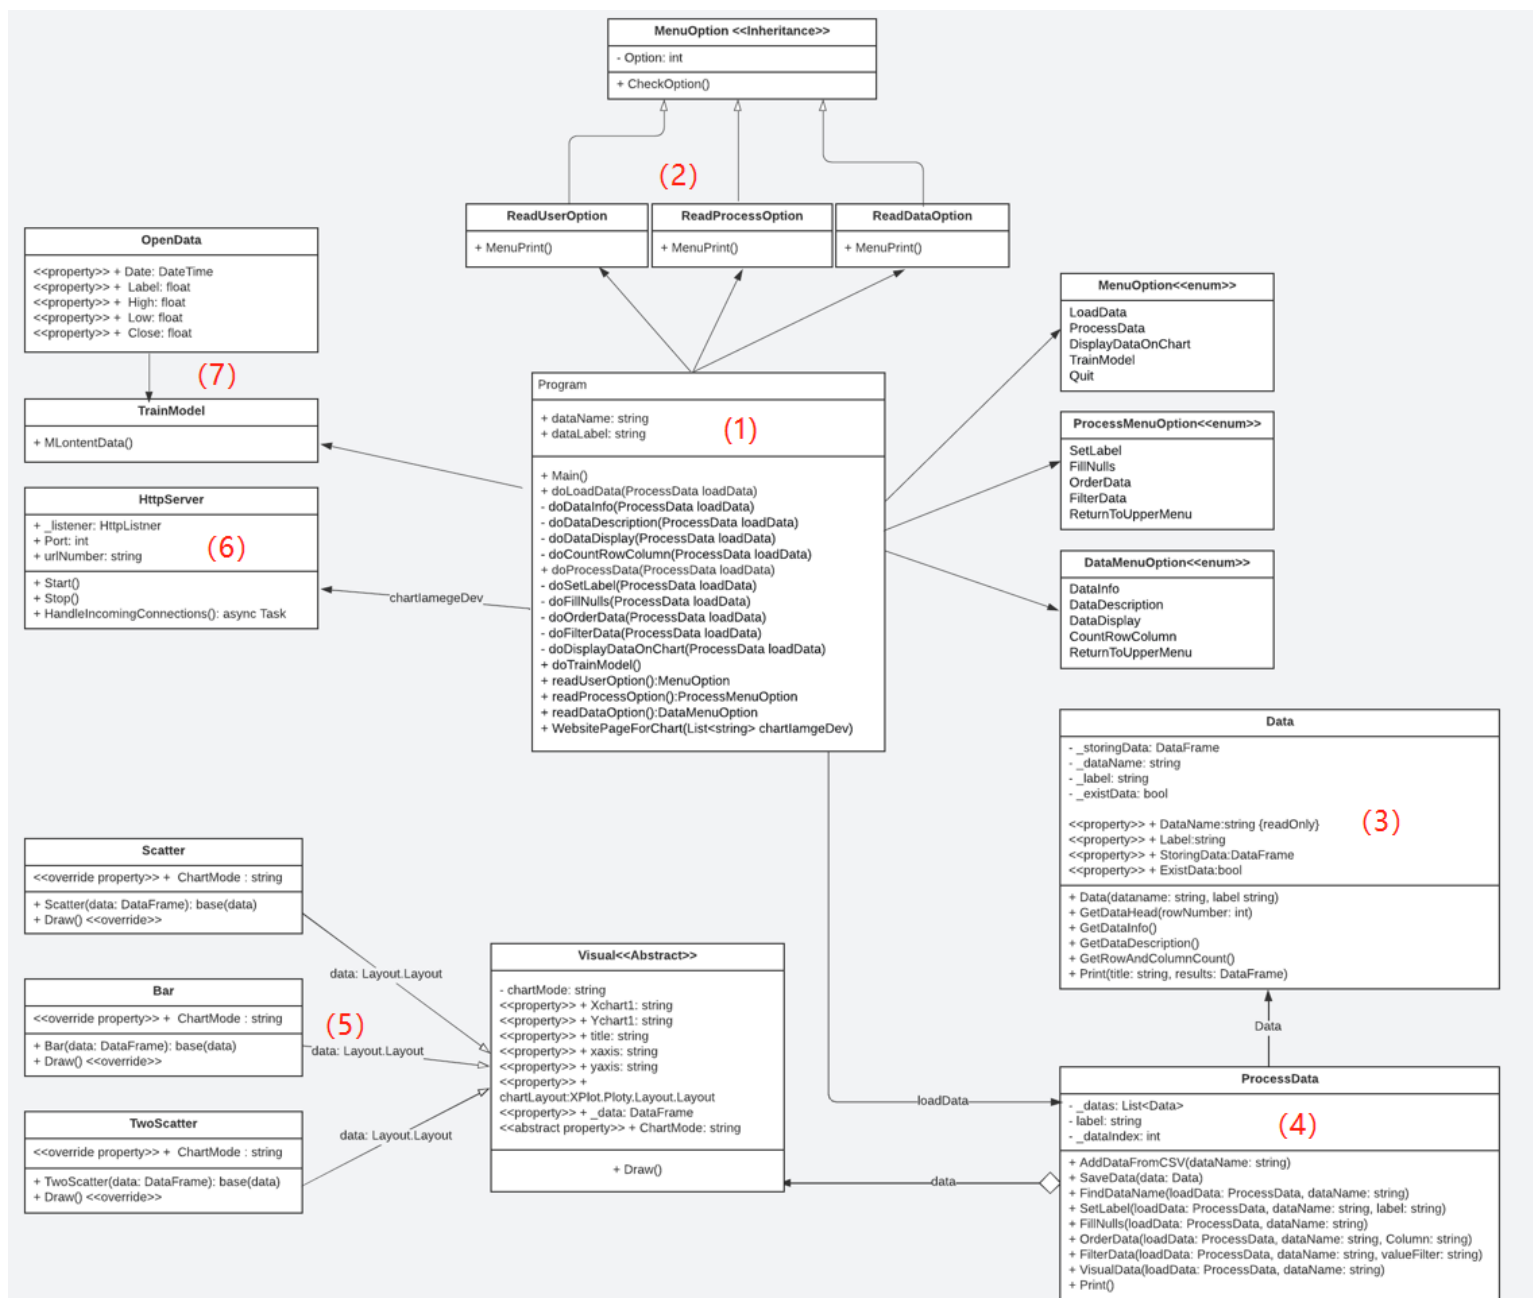 MenuOption <<Inheritance>>
- Option: int
+ CheckOption()
(2)
ReadUserOption
+ MenuPrint()
ReadProcessOption
+ MenuPrint()
ReadDataOption
+ MenuPrint()
OpenData
<<property>> + Date: DateTime
<<property>> + Label: float
<<property>> + High: float
<<property>> + Low: float
<<property>> + Close: float
(7)
TrainModel
+ MLontentData()
HttpServer
+ _listener: HttpListner
+ Port: int
+ urlNumber: string
(6)
+ Start()
+ Stop()
+ HandleIncomingConnections(): async Task
chartIamegeDev
Program
+ dataName: string
+ dataLabel: string
(1)
+ Main()
+ doLoadData(ProcessData loadData)
- doDataInfo(ProcessData loadData)
- doDataDescription(ProcessData loadData)
- doDataDisplay(ProcessData loadData)
- doCountRowColumn(ProcessData loadData)
+ doProcessData(ProcessData loadData)
- doSetLabel(ProcessData loadData)
- doFillNulls(ProcessData loadData)
- doOrderData(ProcessData loadData)
- doFilterData(ProcessData loadData)
- doDisplayDataOnChart(ProcessData loadData)
+ doTrainModel()
+ readUserOption():MenuOption
+ readProcessOption():ProcessMenuOption
+ readDataOption():DataMenuOption
+ WebsitePageForChart(List<string> chartIamgeDev)
MenuOption<<enum>>
LoadData
ProcessData
DisplayDataOnChart
TrainModel
Quit
ProcessMenuOption<<enum>>
SetLabel
FillNulls
OrderData
FilterData
ReturnToUpperMenu
DataMenuOption<<enum>>
DataInfo
DataDescription
DataDisplay
CountRowColumn
ReturnToUpperMenu
Data
- _storingData: DataFrame
- _dataName: string
- _label: string
- _existData: bool
<<property>> + DataName:string {readOnly}
<<property>> + Label:string
<<property>> + StoringData:DataFrame
<<property>> + ExistData:bool
(3)
+ Data(dataname: string, label string)
+ GetDataHead(rowNumber: int)
+ GetDataInfo()
+ GetDataDescription()
+ GetRowAndColumnCount()
+ Print(title: string, results: DataFrame)
Data
ProcessData
- _datas: List<Data>
- label: string
- _dataIndex: int
(4)
+ AddDataFromCSV(dataName: string)
+ SaveData(data: Data)
+ FindDataName(loadData: ProcessData, dataName: string)
+ SetLabel(loadData: ProcessData, dataName: string, label: string)
+ FillNulls(loadData: ProcessData, dataName: string)
+ OrderData(loadData: ProcessData, dataName: string, Column: string)
+ FilterData(loadData: ProcessData, dataName: string, valueFilter: string)
+ VisualData(loadData: ProcessData, dataName: string)
+ Print()
loadData
data
Scatter
<<override property>> + ChartMode : string
+ Scatter(data: DataFrame): base(data)
+ Draw() <<override>>
data: Layout.Layout
Bar
<<override property>> + ChartMode : string
+ Bar(data: DataFrame): base(data)
+ Draw() <<override>>
(5)
data: Layout.Layout
TwoScatter
<<override property>> + ChartMode : string
+ TwoScatter(data: DataFrame): base(data)
+ Draw() <<override>>
data: Layout.Layout
Visual<<Abstract>>
- chartMode: string
<<property>> + Xchart1: string
<<property>> + Ychart1: string
<<property>> + title: string
<<property>> + xaxis: string
<<property>> + yaxis: string
<<property>> +
chartLayout:XPlot.Ploty.Layout.Layout
<<property>> + _data: DataFrame
<<abstract property>> + ChartMode: string
+ Draw()